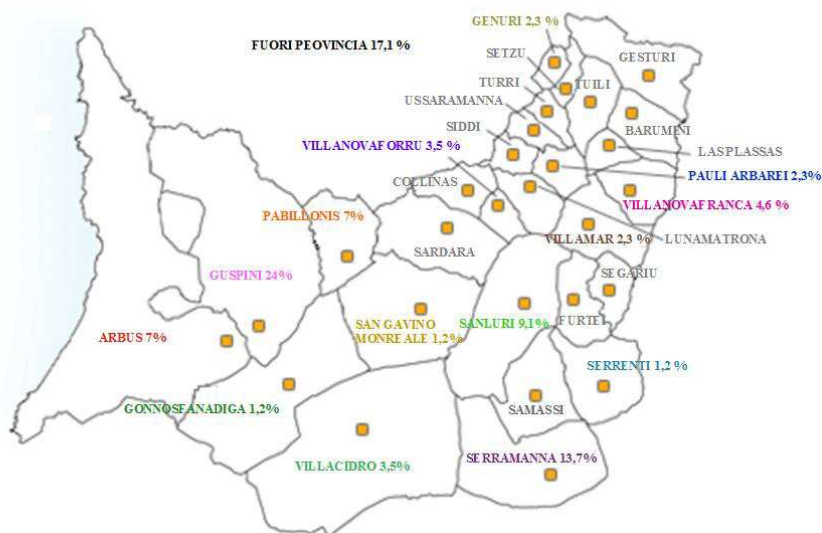 GENURI 2,3 %
FUORI PEOVINCIA 17,1 %
SETZU
GESTURI
TURRI
TUILI
USSARAMANNA
SIDDI
BARUMINI
VILLANOVAFORRU 3,5 %
LAS PLASSAS
PAULI ARBAREI 2,3%
COLLINAS
VILLANOVAFRANCA 4,6 %
PABILLONIS 7%
VILLAMAR 2,3 %
LUNAMATRONA
SARDARA
GUSPINI 24%
SEGARIU
FURTEI
SAN GAVINO
MONREALE 1,2%
SANLURI 9,1%
ARBUS 7%
SERRENTI 1,2 %
GONNOSFANADIGA 1,2%
SAMASSI
VILLACIDRO 3,5%
SERRAMANNA 13,7%